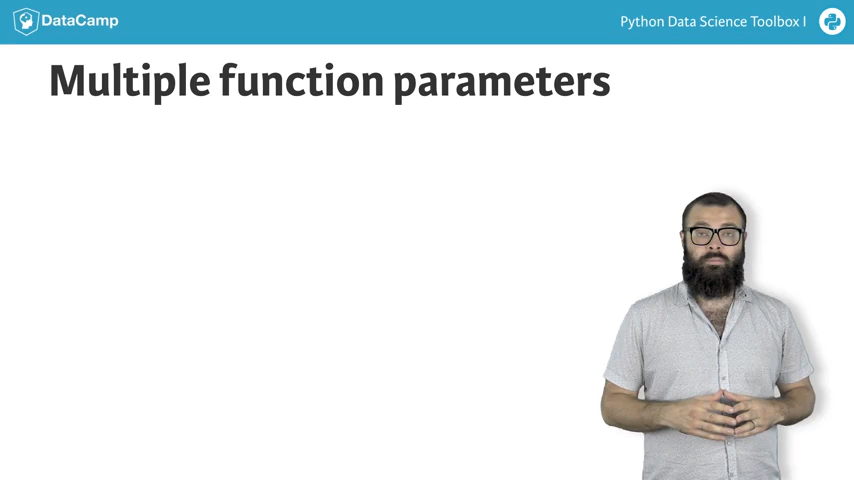 DataCamp
Python Data Science Toolbox I
Multiple function parameters